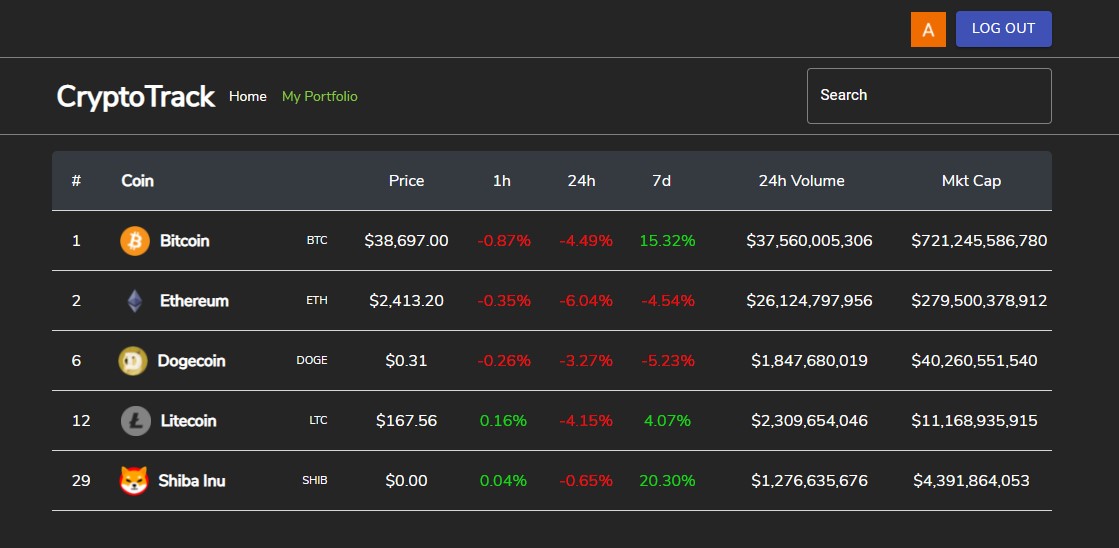 A LOG OUT
CryptoTrack Home My Portfolio Search
# Coin Price 1h 24h 7d 24h Volume Mkt Cap
1 Bitcoin BTC $38,697.00 -0.87% -4.49% 15.32% $37,560,005,306 $721,245,586,780
2 Ethereum ETH $2,413.20 -0.35% -6.04% -4.54% $26,124,797,956 $279,500,378,912
6 Dogecoin DOGE $0.31 -0.26% -3.27% -5.23% $1,847,680,019 $40,260,551,540
12 Litecoin LTC $167.56 0.16% -4.15% 4.07% $2,309,654,046 $11,168,935,915
29 Shiba Inu SHIB $0.00 0.04% -0.65% 20.30% $1,276,635,676 $4,391,864,053